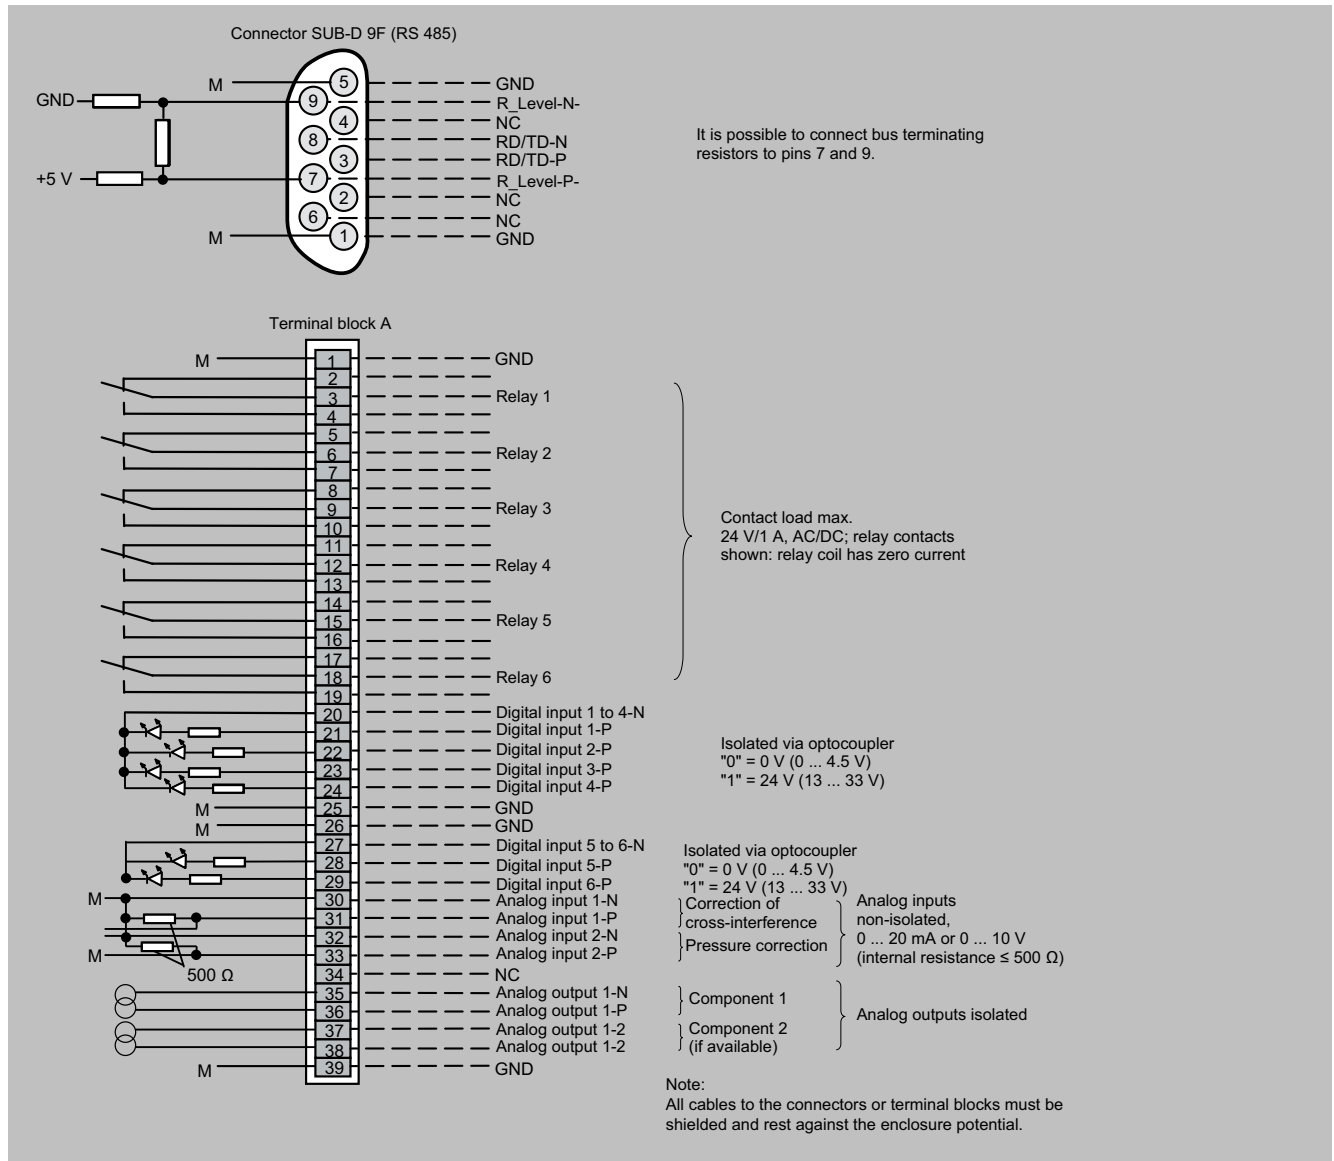 Connector SUB-D 9F (RS 485)
M 5 GND
GND 9 R_Level-N-
4 NC
8 RD/TD-N
3 RD/TD-P
+5 V 7 R_Level-P-
2 NC
6 NC
M 1 GND
It is possible to connect bus terminating
resistors to pins 7 and 9.
Terminal block A
M 1 GND
2
3 Relay 1
4
5
6 Relay 2
7
8
9 Relay 3
10
11
12 Relay 4
13
14
15 Relay 5
16
17
18 Relay 6
19
Contact load max.
24 V/1 A, AC/DC; relay contacts
shown: relay coil has zero current
20 Digital input 1 to 4-N
21 Digital input 1-P
22 Digital input 2-P
23 Digital input 3-P
24 Digital input 4-P
Isolated via optocoupler
"0" = 0 V (0 ... 4.5 V)
"1" = 24 V (13 ... 33 V)
M 25 GND
M 26 GND
27 Digital input 5 to 6-N
28 Digital input 5-P
29 Digital input 6-P
Isolated via optocoupler
"0" = 0 V (0 ... 4.5 V)
"1" = 24 V (13 ... 33 V)
M 30 Analog input 1-N
31 Analog input 1-P
32 Analog input 2-N
M 33 Analog input 2-P
500 Ω
Correction of
cross-interference
Pressure correction
Analog inputs
non-isolated,
0 ... 20 mA or 0 ... 10 V
(internal resistance ≤ 500 Ω)
34 NC
35 Analog output 1-N
36 Analog output 1-P
37 Analog output 1-2
38 Analog output 1-2
Component 1
Component 2
(if available)
Analog outputs isolated
M 39 GND
Note:
All cables to the connectors or terminal blocks must be
shielded and rest against the enclosure potential.